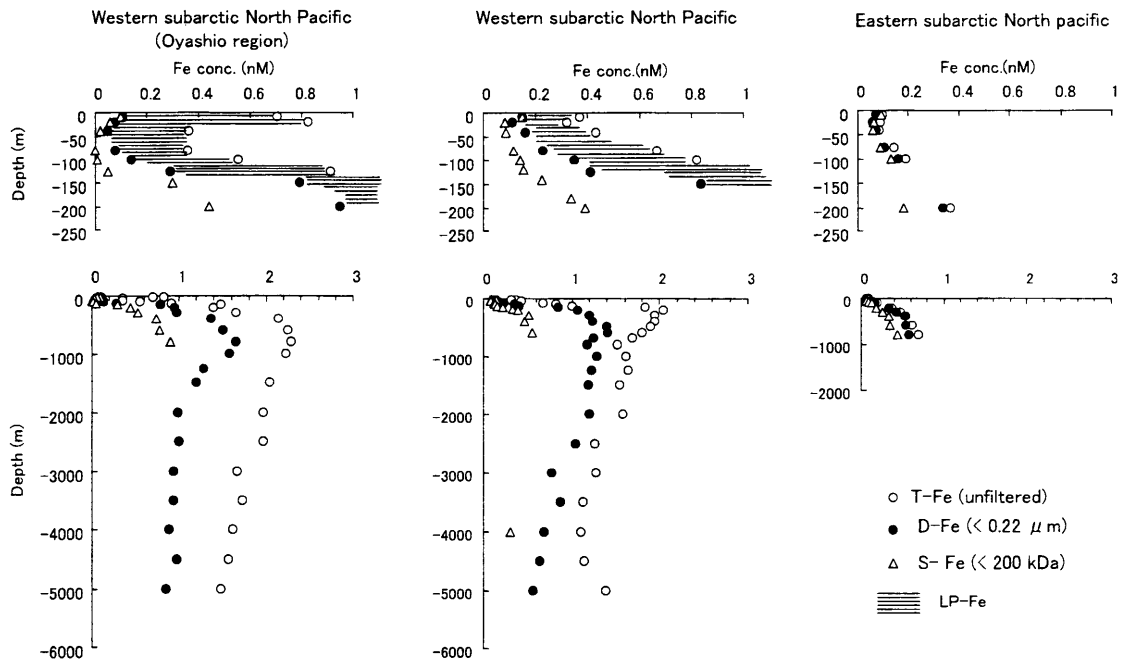 Western subarctic North Pacific
(Oyashio region)
Fe conc. (nM)
0 0.2 0.4 0.6 0.8 1
0
-50
-100
-150
-200
-250
Depth (m)
0 1 2 3
0
-1000
-2000
-3000
-4000
-5000
-6000
Depth (m)
Western subarctic North Pacific
Fe conc. (nM)
0 0.2 0.4 0.6 0.8 1
0
-50
-100
-150
-200
-250
0 1 2 3
0
-1000
-2000
-3000
-4000
-5000
-6000
Eastern subarctic North pacific
Fe conc.(nM)
0 0.2 0.4 0.6 0.8 1
0
-50
-100
-150
-200
-250
0 1 2 3
0
-1000
-2000
T-Fe (unfiltered)
D-Fe (< 0.22 μ m)
S- Fe (< 200 kDa)
LP-Fe